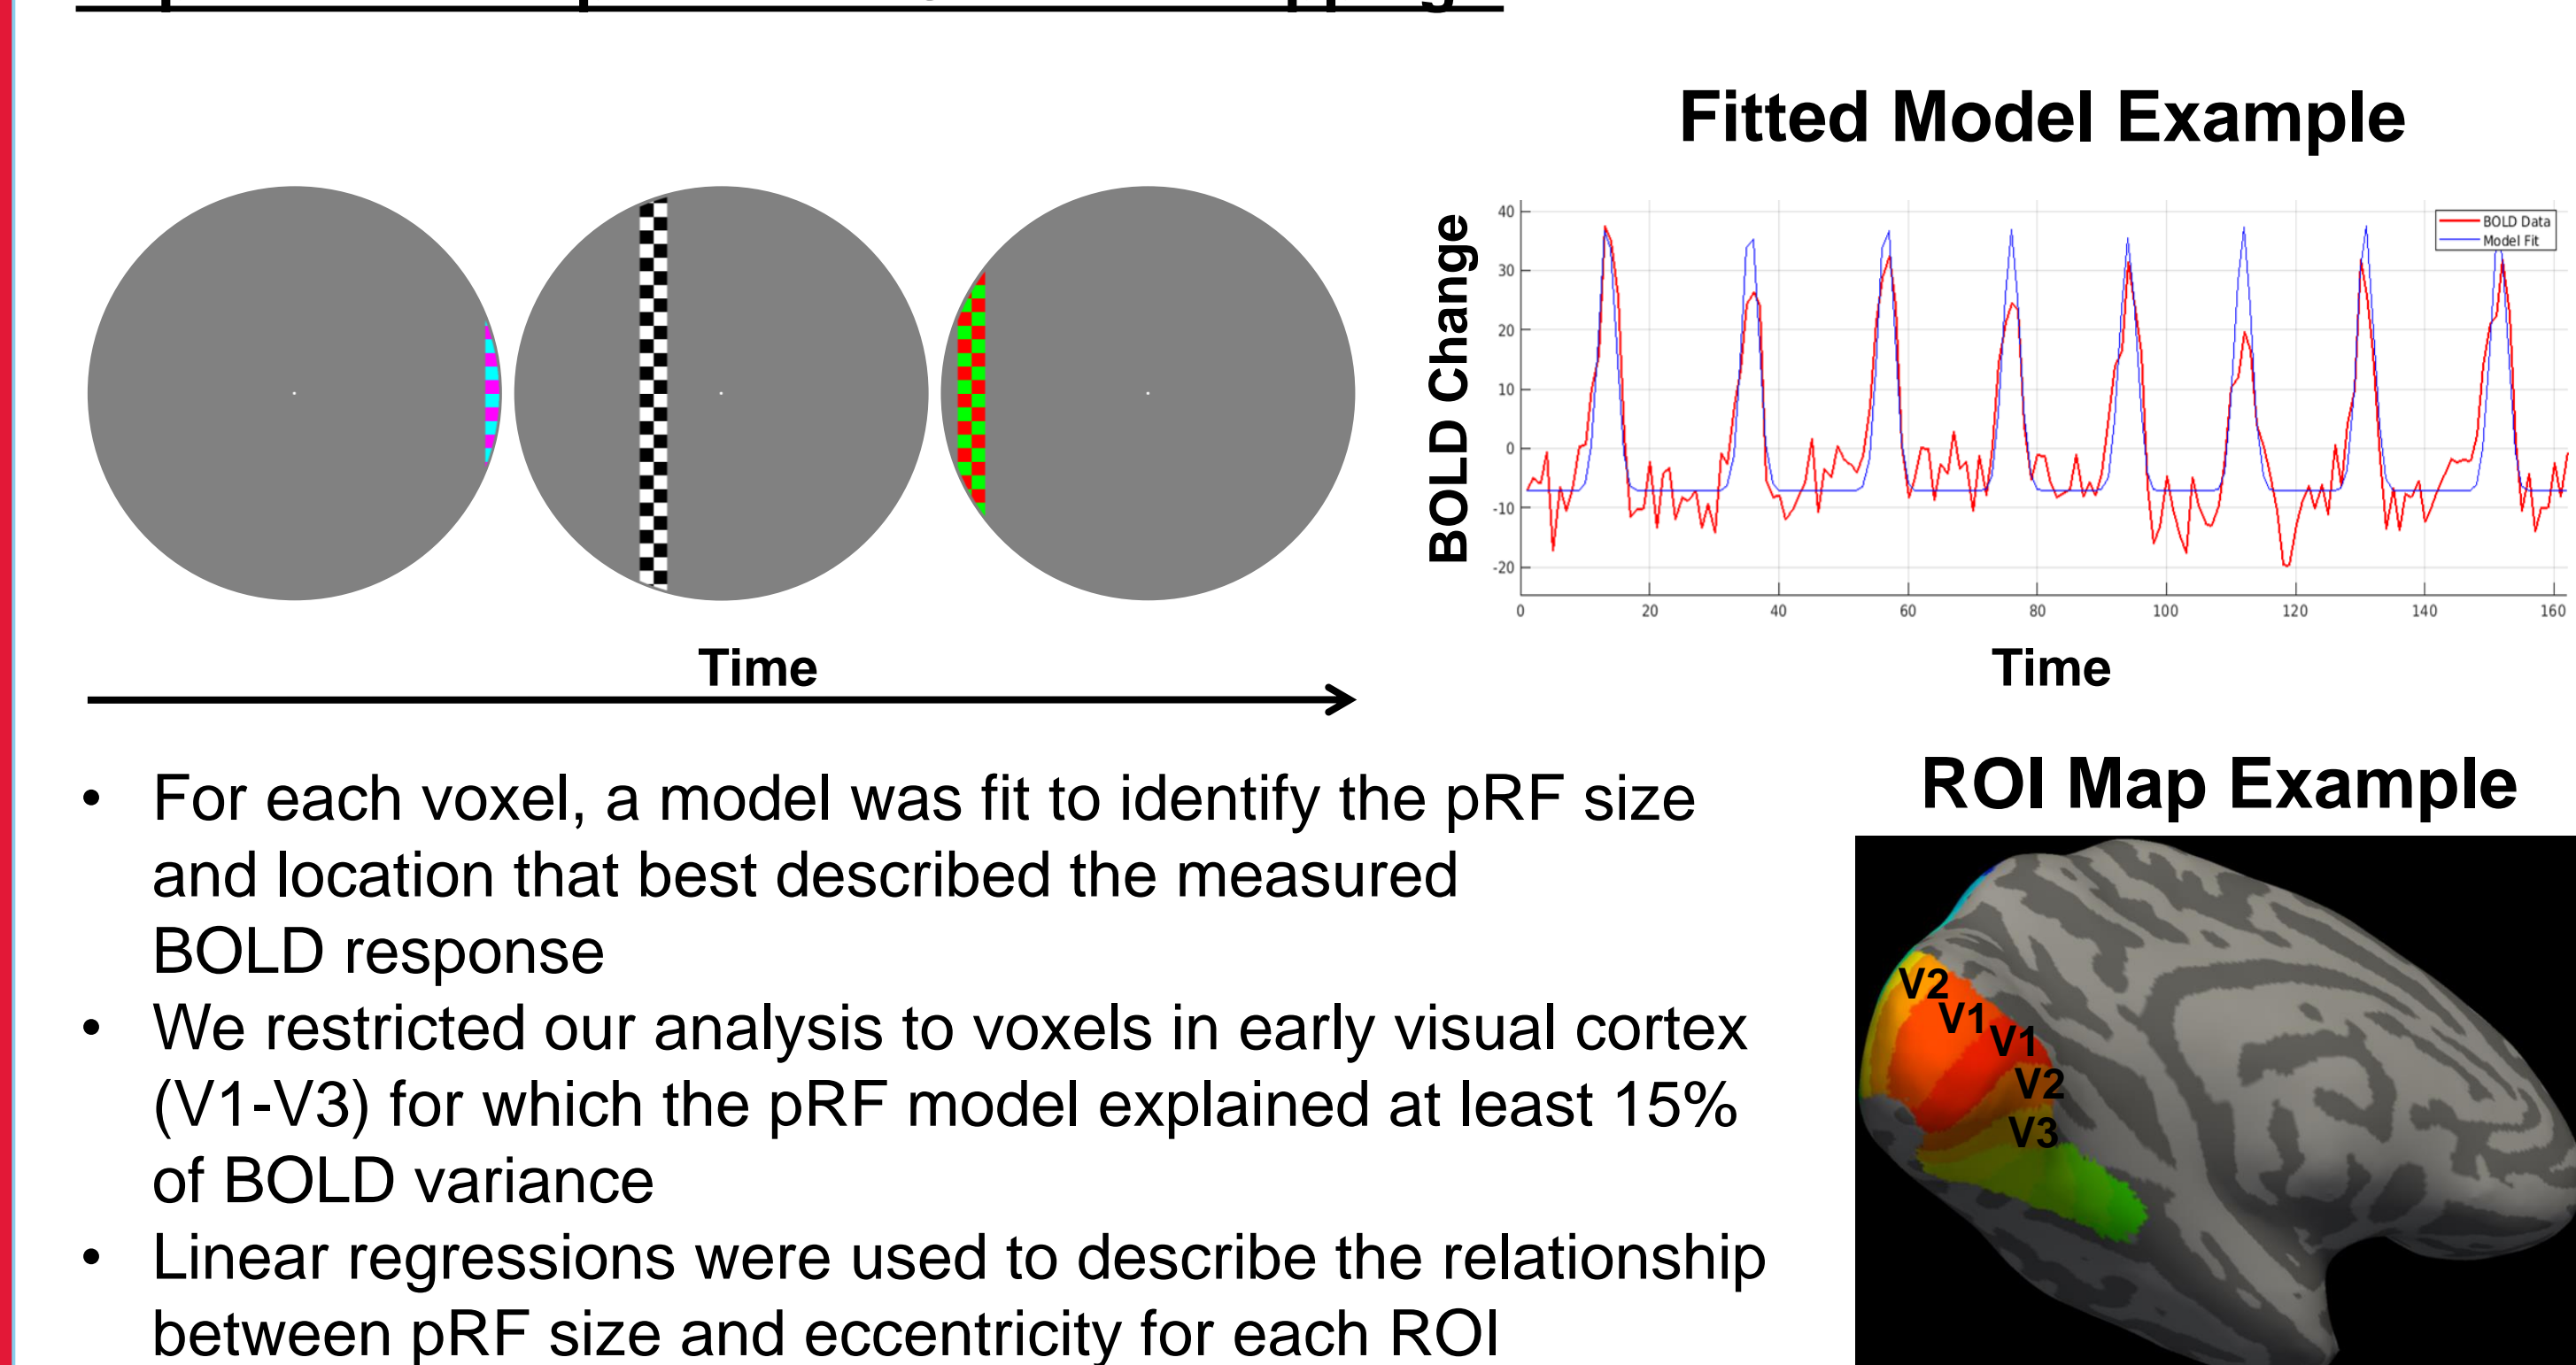 Fitted Model Example
BOLD Change
40
30
20
10
0
-10
-20
BOLD Data
Model Fit
0 20 40 60 80 100 120 140 160
Time
Time
• For each voxel, a model was fit to identify the pRF size
and location that best described the measured
BOLD response
• We restricted our analysis to voxels in early visual cortex
(V1-V3) for which the pRF model explained at least 15%
of BOLD variance
• Linear regressions were used to describe the relationship
between pRF size and eccentricity for each ROI
ROI Map Example
V2
V1
V1
V2
V3